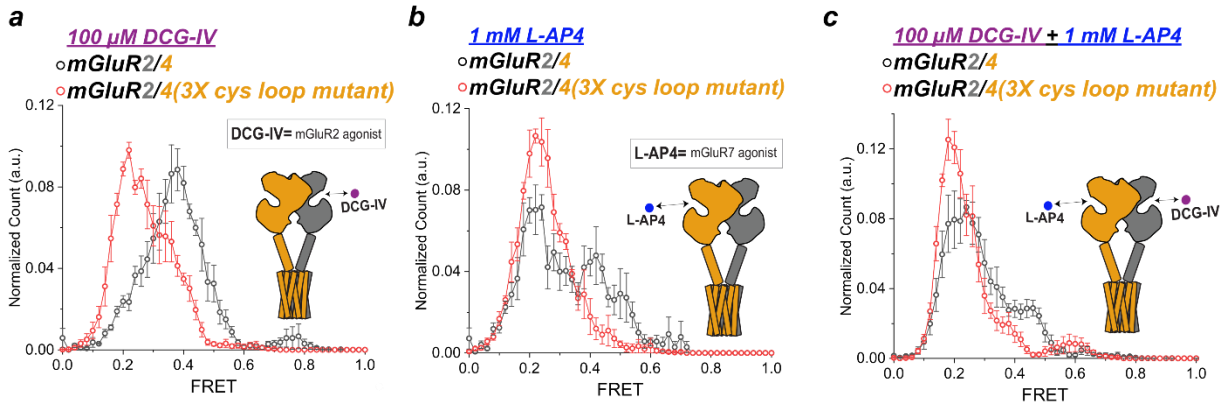 a
100 µM DCG-IV
mGluR2/4
mGluR2/4(3X cys loop mutant)
DCG-IV= mGluR2 agonist
DCG-IV
Normalized Count (a.u.)
0.12
0.08
0.04
0.00
0.0 0.2 0.4 0.6 0.8 1.0
FRET
b
1 mM L-AP4
mGluR2/4
mGluR2/4(3X cys loop mutant)
L-AP4= mGluR7 agonist
L-AP4
Normalized Count (a.u.)
0.12
0.08
0.04
0.00
0.0 0.2 0.4 0.6 0.8 1.0
FRET
c
100 µM DCG-IV + 1 mM L-AP4
mGluR2/4
mGluR2/4(3X cys loop mutant)
L-AP4
DCG-IV
Normalized Count (a.u.)
0.12
0.08
0.04
0.00
0.0 0.2 0.4 0.6 0.8 1.0
FRET